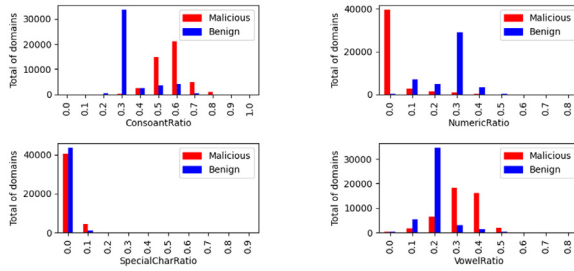 Total of domains
30000
20000
10000
0
Malicious
Benign
0.0 0.1 0.2 0.3 0.4 0.5 0.6 0.7 0.8 0.9 1.0
ConsoantRatio
Total of domains
40000
20000
0
Malicious
Benign
0.0 0.1 0.2 0.3 0.4 0.5 0.6 0.7 0.8
NumericRatio
Total of domains
40000
20000
0
Malicious
Benign
0.0 0.1 0.2 0.3 0.4 0.5 0.6 0.7 0.8 0.9
SpecialCharRatio
Total of domains
30000
20000
10000
0
Malicious
Benign
0.0 0.1 0.2 0.3 0.4 0.5 0.6 0.7 0.8
VowelRatio